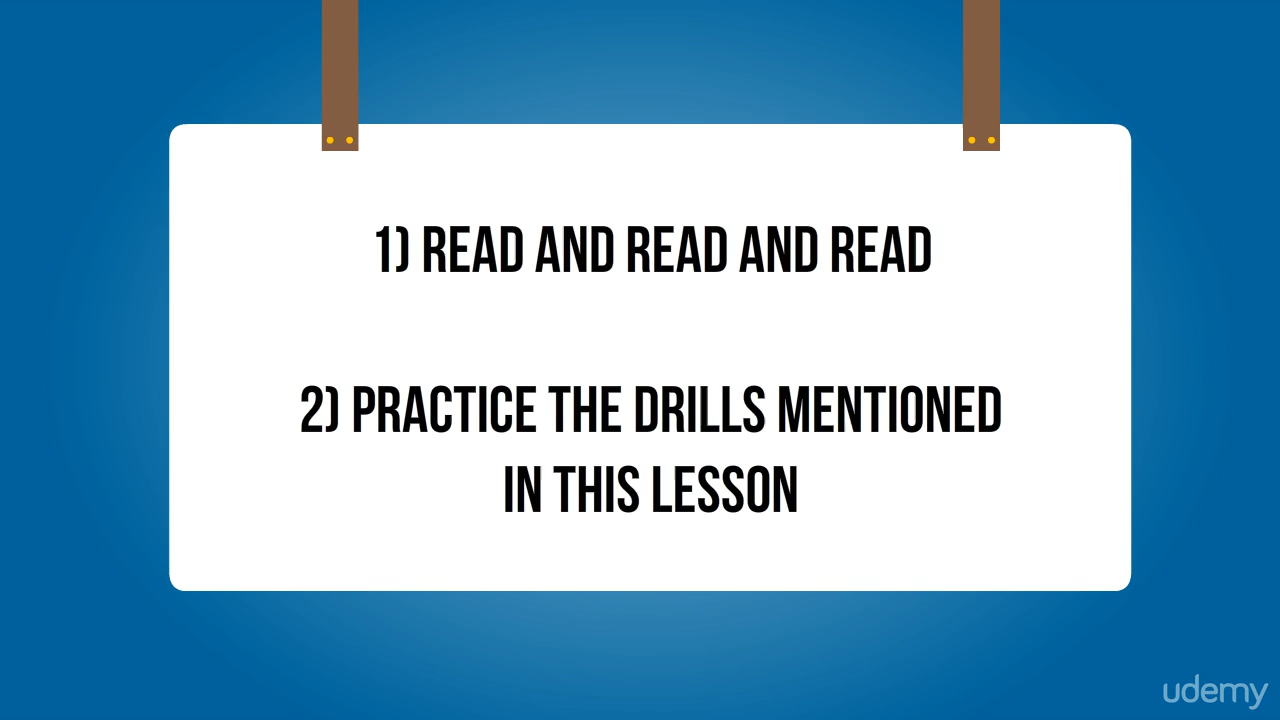 1) READ AND READ AND READ
2) PRACTICE THE DRILLS MENTIONED
IN THIS LESSON
udemy